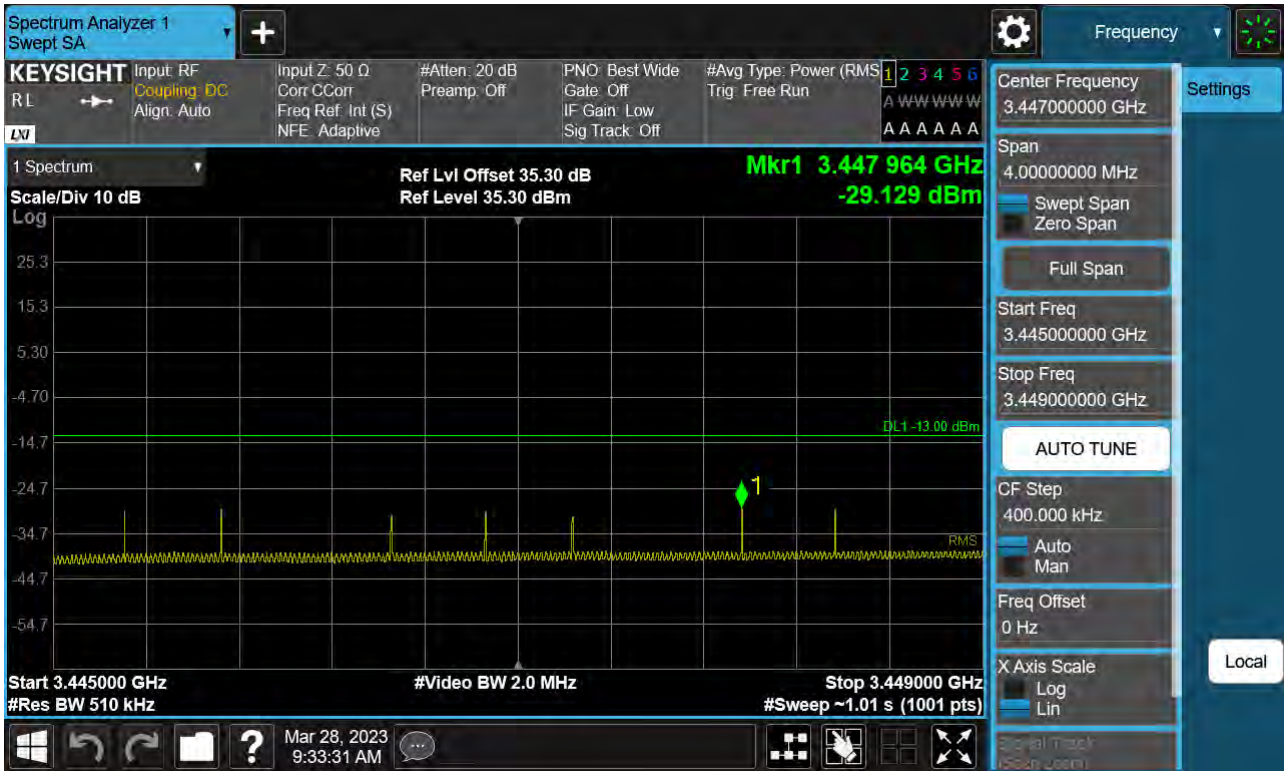 Spectrum Analyzer 1
Swept SA
+
Frequency
KEYSIGHT
RL
LXI
Input: RF
Coupling: DC
Align: Auto
Input Z: 50 Ω
Corr CCorr
Freq Ref: Int (S)
NFE: Adaptive
#Atten: 20 dB
Preamp: Off
PNO: Best Wide
Gate: Off
IF Gain: Low
Sig Track: Off
#Avg Type: Power (RMS
Trig: Free Run
1 2 3 4 5 6
A W W W W W
A A A A A A
1 Spectrum
Scale/Div 10 dB
Log
Ref Lvl Offset 35.30 dB
Ref Level 35.30 dBm
Mkr1 3.447 964 GHz
-29.129 dBm
25.3
15.3
5.30
-4.70
-14.7
-24.7
-34.7
-44.7
-54.7
DL1 -13.00 dBm
1
RMS
Start 3.445000 GHz
#Res BW 510 kHz
#Video BW 2.0 MHz
Stop 3.449000 GHz
#Sweep ~1.01 s (1001 pts)
Center Frequency
3.447000000 GHz
Settings
Span
4.00000000 MHz
Swept Span
Zero Span
Full Span
Start Freq
3.445000000 GHz
Stop Freq
3.449000000 GHz
AUTO TUNE
CF Step
400.000 kHz
Auto
Man
Freq Offset
0 Hz
X Axis Scale
Log
Lin
Local
Signal Track
(Span Zoom)
?
Mar 28, 2023
9:33:31 AM